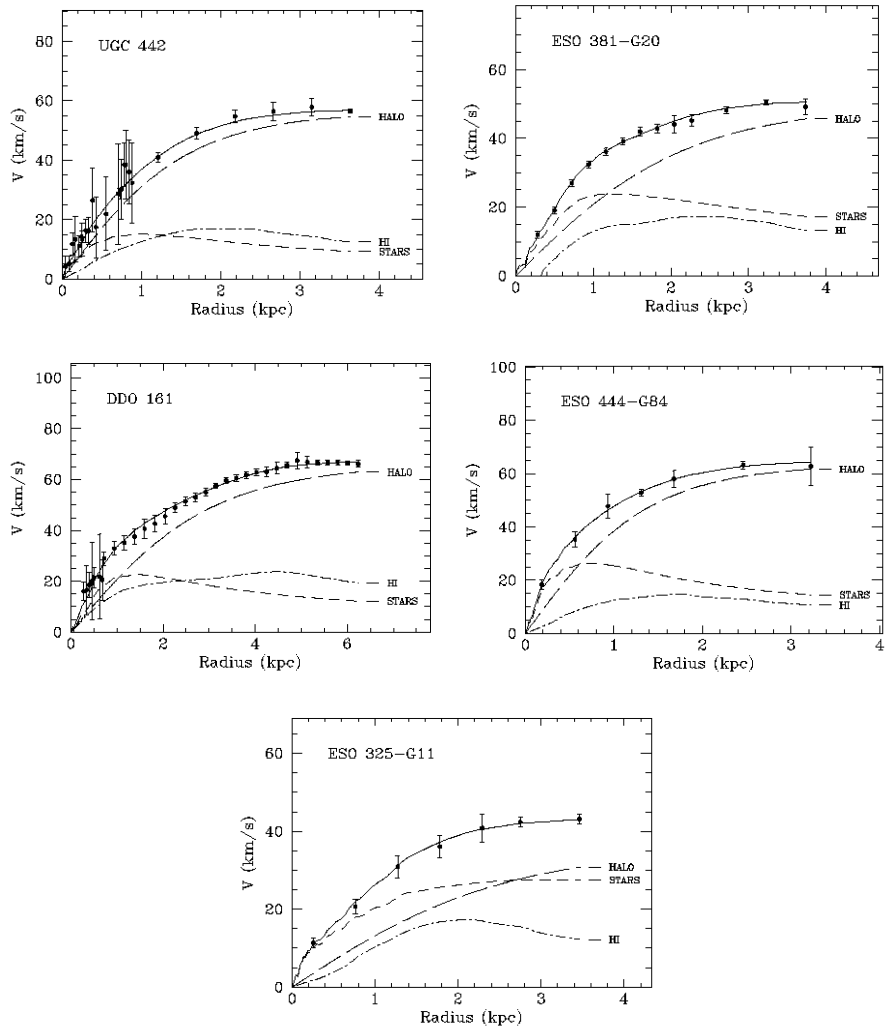 80
UGC 442
60
HALO
40
V (km/s)
20
HI
STARS
0
0 1 2 3 4
Radius (kpc)
ESO 381−G20
60
HALO
40
V (km/s)
20
STARS
HI
0
0 1 2 3 4
Radius (kpc)
100
DDO 161
80
60
HALO
V (km/s)
40
20
HI
STARS
0
0 1 2 3 4 5 6
Radius (kpc)
100
ESO 444−G84
80
60
HALO
V (km/s)
40
20
STARS
HI
0
0 1 2 3 4
Radius (kpc)
60
ESO 325−G11
40
V (km/s)
HALO
STARS
20
HI
0
0 1 2 3 4
Radius (kpc)